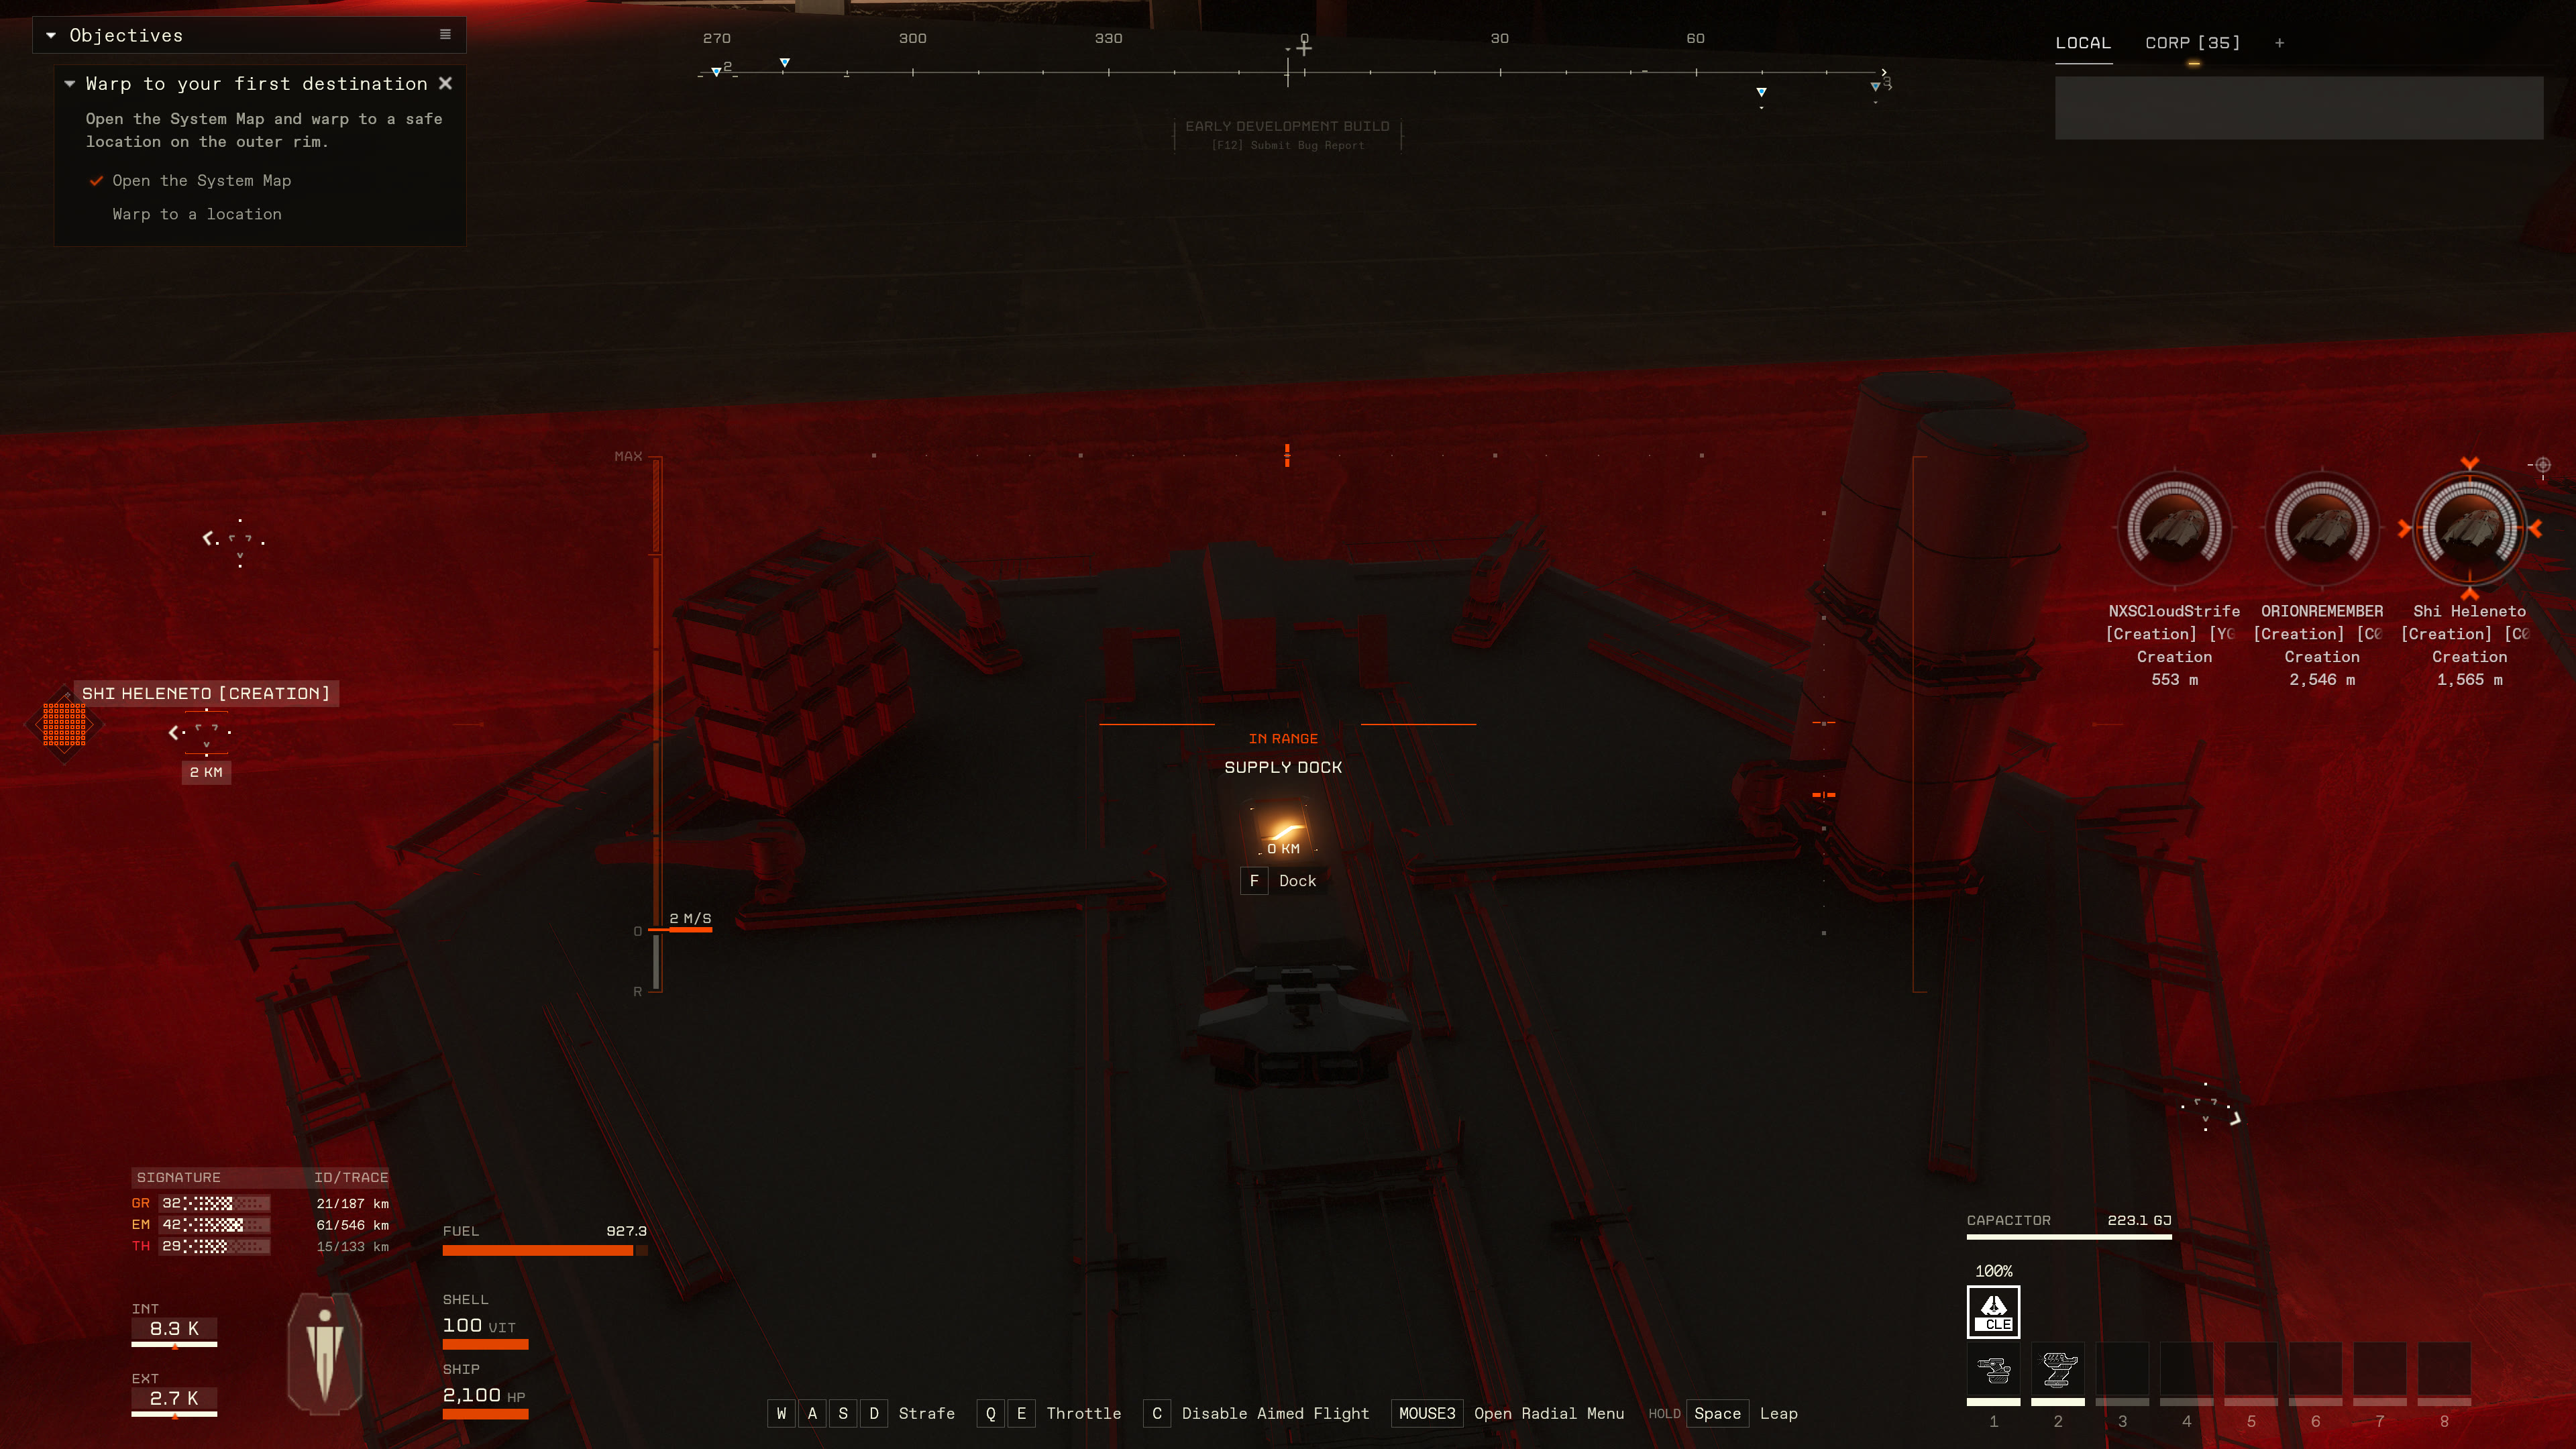 Objectives
Warp to your first destination
Open the System Map and warp to a safe
location on the outer rim.
Open the System Map
Warp to a location
270 300 330 0 30 60
2
3
EARLY DEVELOPMENT BUILD
[F12] Submit Bug Report
LOCAL CORP [35] +
MAX
0
R
2 M/S
SHI HELENETO [CREATION]
2 KM
IN RANGE
SUPPLY DOCK
0 KM
F Dock
NXSCloudStrife
[Creation] [YG
Creation
553 m
ORIONREMEMBER
[Creation] [C0
Creation
2,546 m
Shi Heleneto
[Creation] [C0
Creation
1,565 m
SIGNATURE ID/TRACE
GR 32 21/187 km
EM 42 61/546 km
TH 29 15/133 km
INT
8.3 K
EXT
2.7 K
FUEL 927.3
SHELL
100 VIT
SHIP
2,100 HP
W A S D Strafe Q E Throttle C Disable Aimed Flight MOUSE3 Open Radial Menu HOLD Space Leap
CAPACITOR 223.1 GJ
100%
CLE
1 2 3 4 5 6 7 8